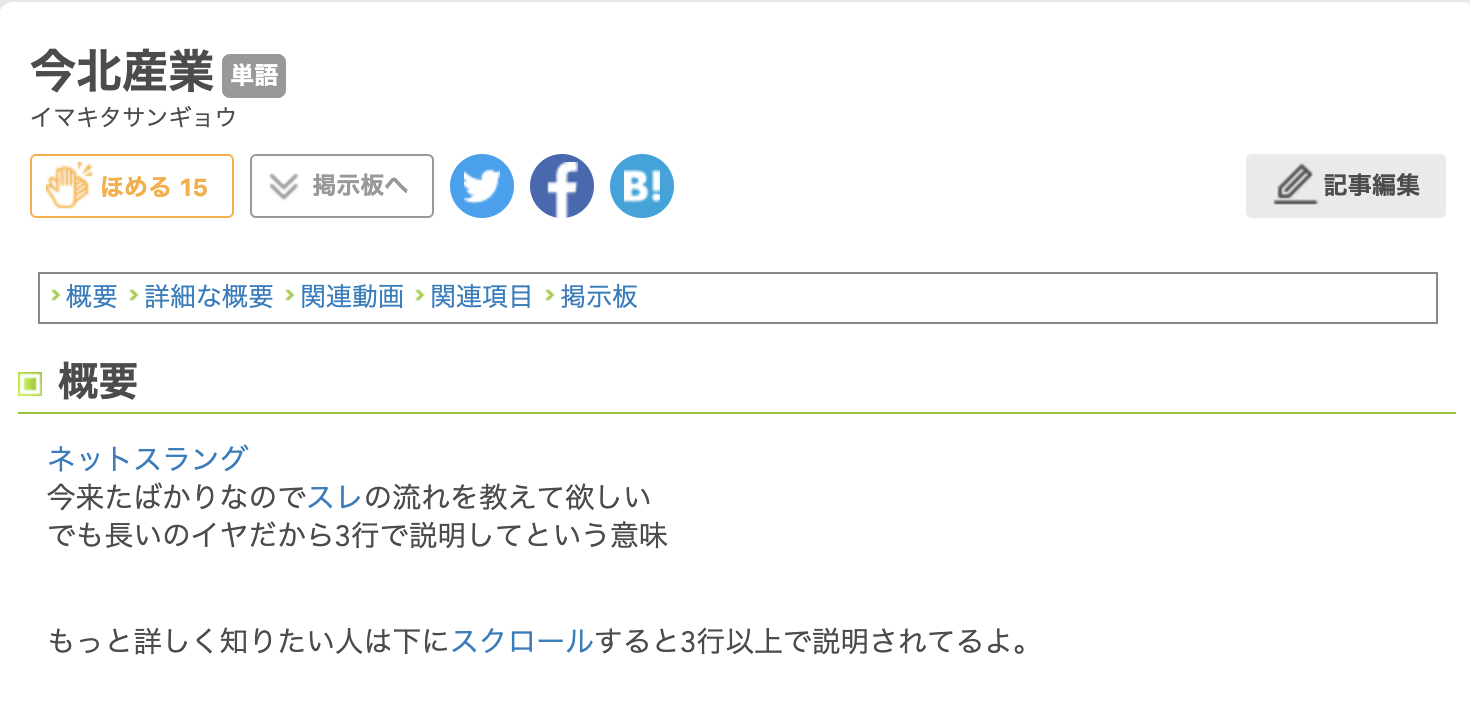 今北産業 単語
イマキタサンギョウ
ほめる 15 掲示板へ B! 記事編集
概要 詳細な概要 関連動画 関連項目 掲示板
概要
ネットスラング
今来たばかりなのでスレの流れを教えて欲しい
でも長いのイヤだから3行で説明してという意味
もっと詳しく知りたい人は下にスクロールすると3行以上で説明されてるよ。